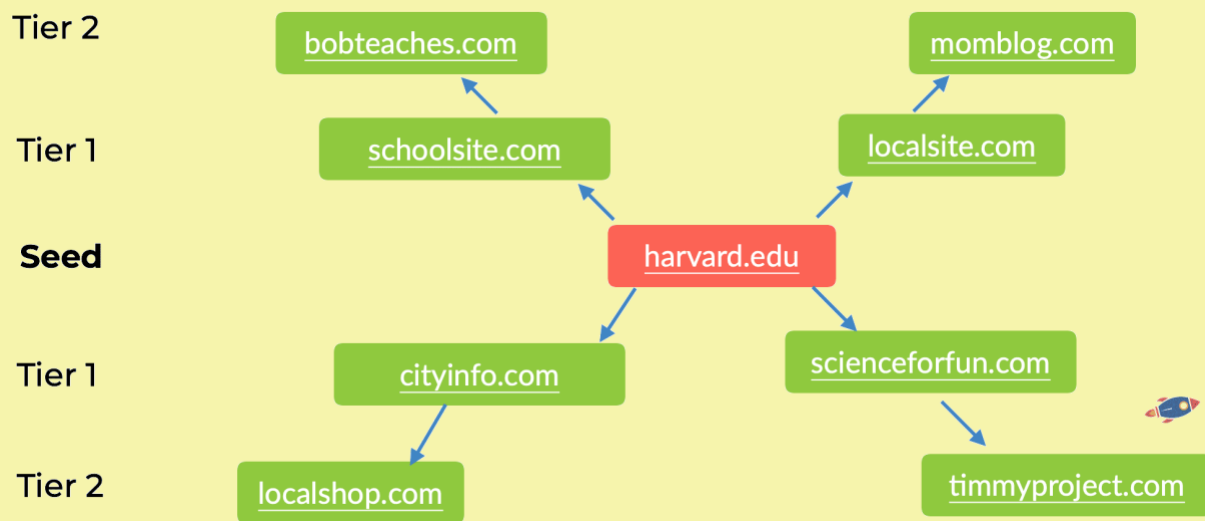 Tier 2
bobteaches.com
momblog.com
Tier 1
schoolsite.com
localsite.com
Seed
harvard.edu
Tier 1
cityinfo.com
scienceforfun.com
Tier 2
localshop.com
timmyproject.com